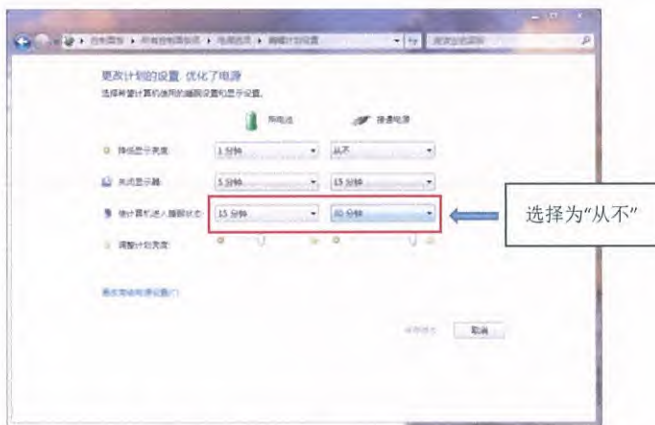 控制面板 ▸ 所有控制面板项 ▸ 电源选项 ▸ 编辑计划设置
更改计划的设置: 优化了电源
选择希望计算机使用的睡眠设置和显示设置。
用电池 接通电源
降低显示亮度: 1 分钟 从不
关闭显示器: 5 分钟 15 分钟
使计算机进入睡眠状态: 15 分钟 30 分钟
选择为“从不”
调整计划亮度:
更改高级电源设置(C)
取消